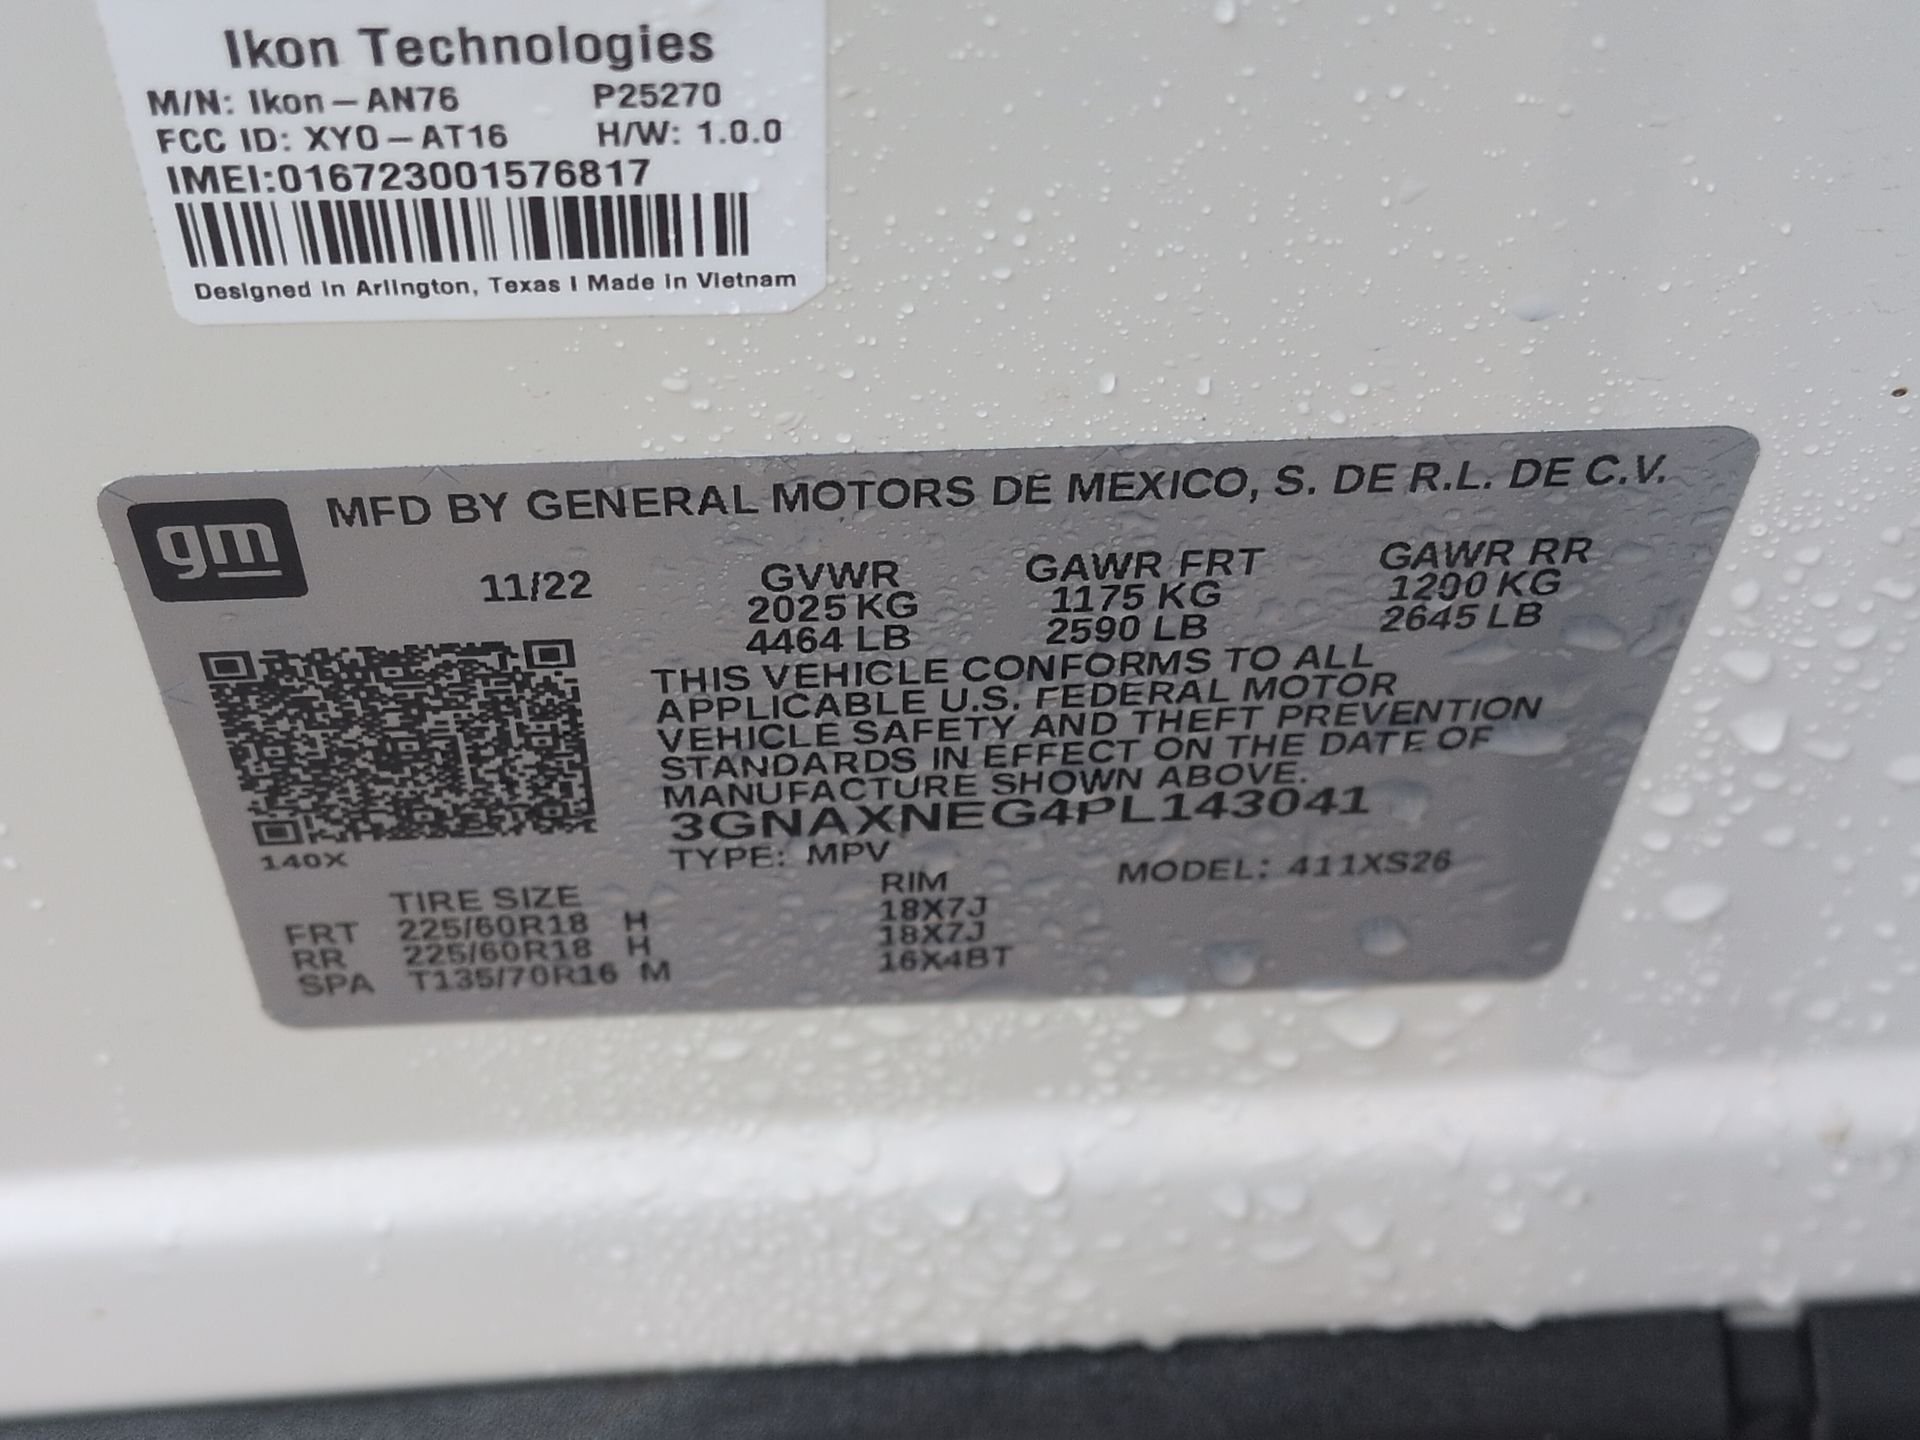 Ikon Technologies
M/N: Ikon-AN76 P25270
FCC ID: XYO-AT16 H/W: 1.0.0
IMEI:016723001576817
Designed in Arlington, Texas | Made in Vietnam
gm
MFD BY GENERAL MOTORS DE MEXICO, S. DE R.L. DE C.V.
11/22 GVWR GAWR FRT GAWR RR
2025 KG 1175 KG 1200 KG
4464 LB 2590 LB 2645 LB
THIS VEHICLE CONFORMS TO ALL
APPLICABLE U.S. FEDERAL MOTOR
VEHICLE SAFETY AND THEFT PREVENTION
STANDARDS IN EFFECT ON THE DATE OF
MANUFACTURE SHOWN ABOVE.
3GNAXNEG4PL143041
140X
TYPE: MPV MODEL: 411XS26
TIRE SIZE RIM
FRT 225/60R18 H 18X7J
RR 225/60R18 H 18X7J
SPA T135/70R16 M 16X4BT